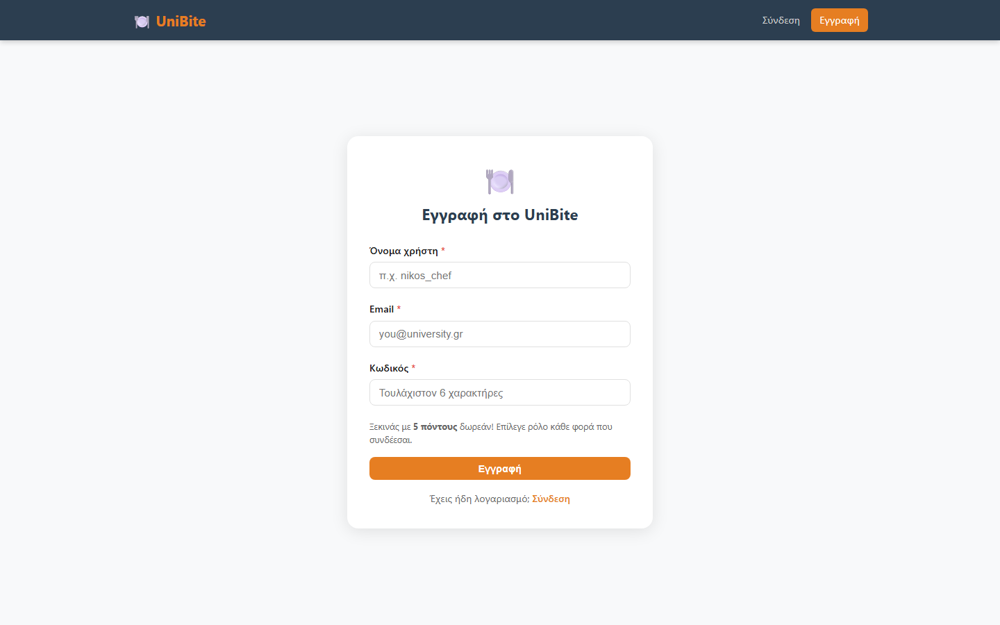 UniBite
Σύνδεση
Εγγραφή
Εγγραφή στο UniBite
Όνομα χρήστη *
π.χ. nikos_chef
Email *
you@university.gr
Κωδικός *
Τουλάχιστον 6 χαρακτήρες
Ξεκινάς με 5 πόντους δωρεάν! Επίλεγε ρόλο κάθε φορά που
συνδέεσαι.
Εγγραφή
Έχεις ήδη λογαριασμό; Σύνδεση